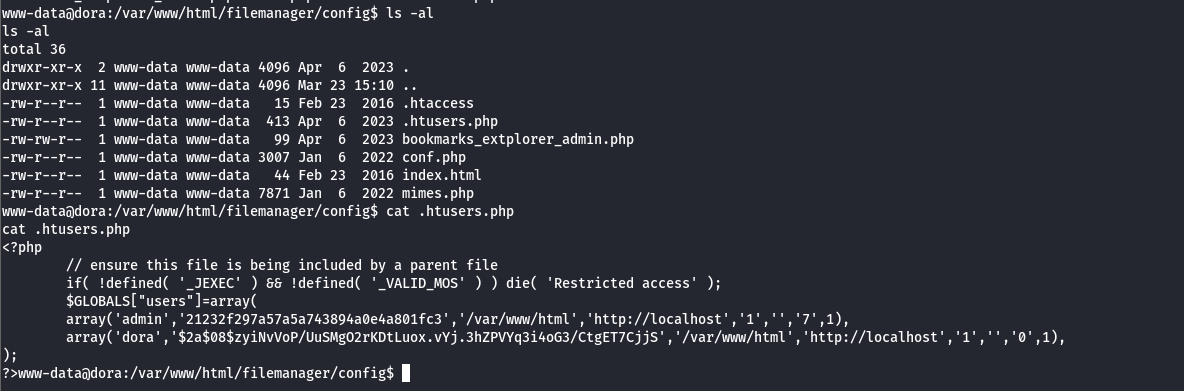 www-data@dora:/var/www/html/filemanager/config$ ls -al
ls -al
total 36
drwxr-xr-x  2 www-data www-data 4096 Apr  6  2023 .
drwxr-xr-x 11 www-data www-data 4096 Mar 23 15:10 ..
-rw-r--r--  1 www-data www-data   15 Feb 23  2016 .htaccess
-rw-r--r--  1 www-data www-data  413 Apr  6  2023 .htusers.php
-rw-rw-r--  1 www-data www-data   99 Apr  6  2023 bookmarks_extplorer_admin.php
-rw-r--r--  1 www-data www-data 3007 Jan  6  2022 conf.php
-rw-r--r--  1 www-data www-data   44 Feb 23  2016 index.html
-rw-r--r--  1 www-data www-data 7871 Jan  6  2022 mimes.php
www-data@dora:/var/www/html/filemanager/config$ cat .htusers.php
cat .htusers.php
<?php
        // ensure this file is being included by a parent file
        if( !defined( '_JEXEC' ) && !defined( '_VALID_MOS' ) ) die( 'Restricted access' );
        $GLOBALS["users"]=array(
        array('admin','21232f297a57a5a743894a0e4a801fc3','/var/www/html','http://localhost','1','','7',1),
        array('dora','$2a$08$zyiNvVoP/UuSMgO2rKDtLuox.vYj.3hZPVYq3i4oG3/CtgET7CjjS','/var/www/html','http://localhost','1','','0',1),
);
?>www-data@dora:/var/www/html/filemanager/config$